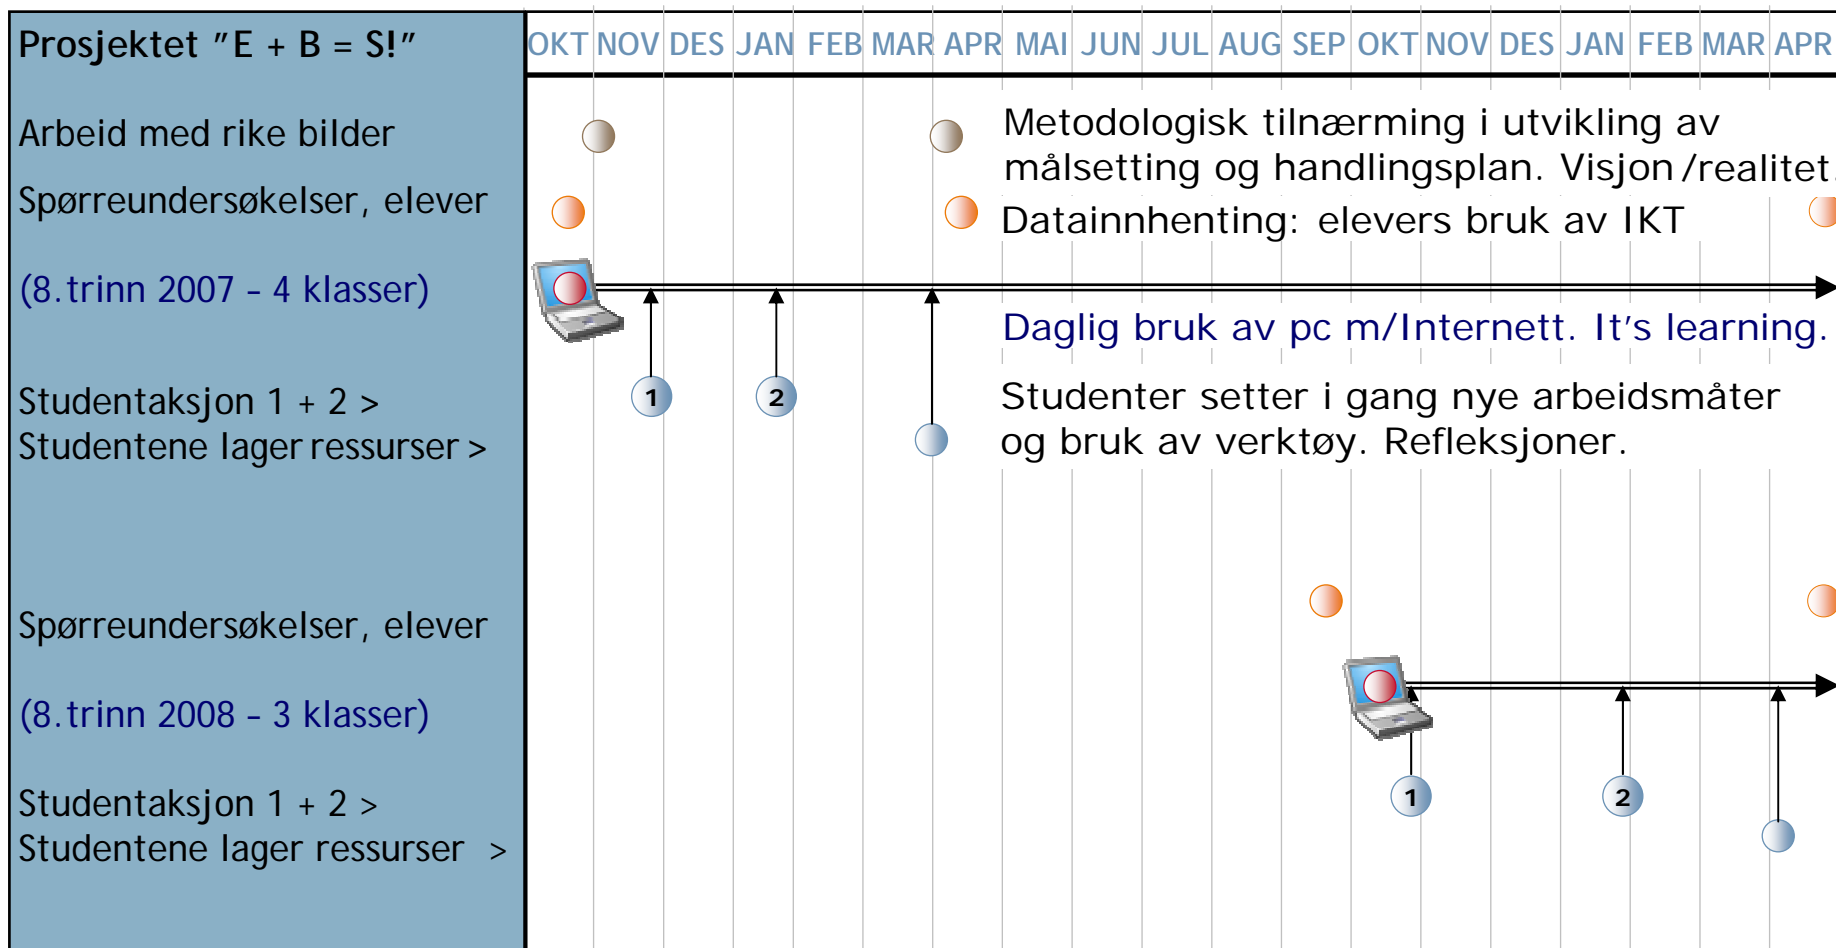 Prosjektet "E + B = S!"
OKT NOV DES JAN FEB MAR APR MAI JUN JUL AUG SEP OKT NOV DES JAN FEB MAR APR
Arbeid med rike bilder
Metodologisk tilnærming i utvikling av
målsetting og handlingsplan. Visjon/realitet.
Spørreundersøkelser, elever
Datainnhenting: elevers bruk av IKT
(8.trinn 2007 – 4 klasser)
Daglig bruk av pc m/Internett. It's learning.
Studentaksjon 1 + 2 >
1
2
Studenter setter i gang nye arbeidsmåter
Studentene lager ressurser >
og bruk av verktøy. Refleksjoner.
Spørreundersøkelser, elever
(8.trinn 2008 – 3 klasser)
Studentaksjon 1 + 2 >
1
2
Studentene lager ressurser >